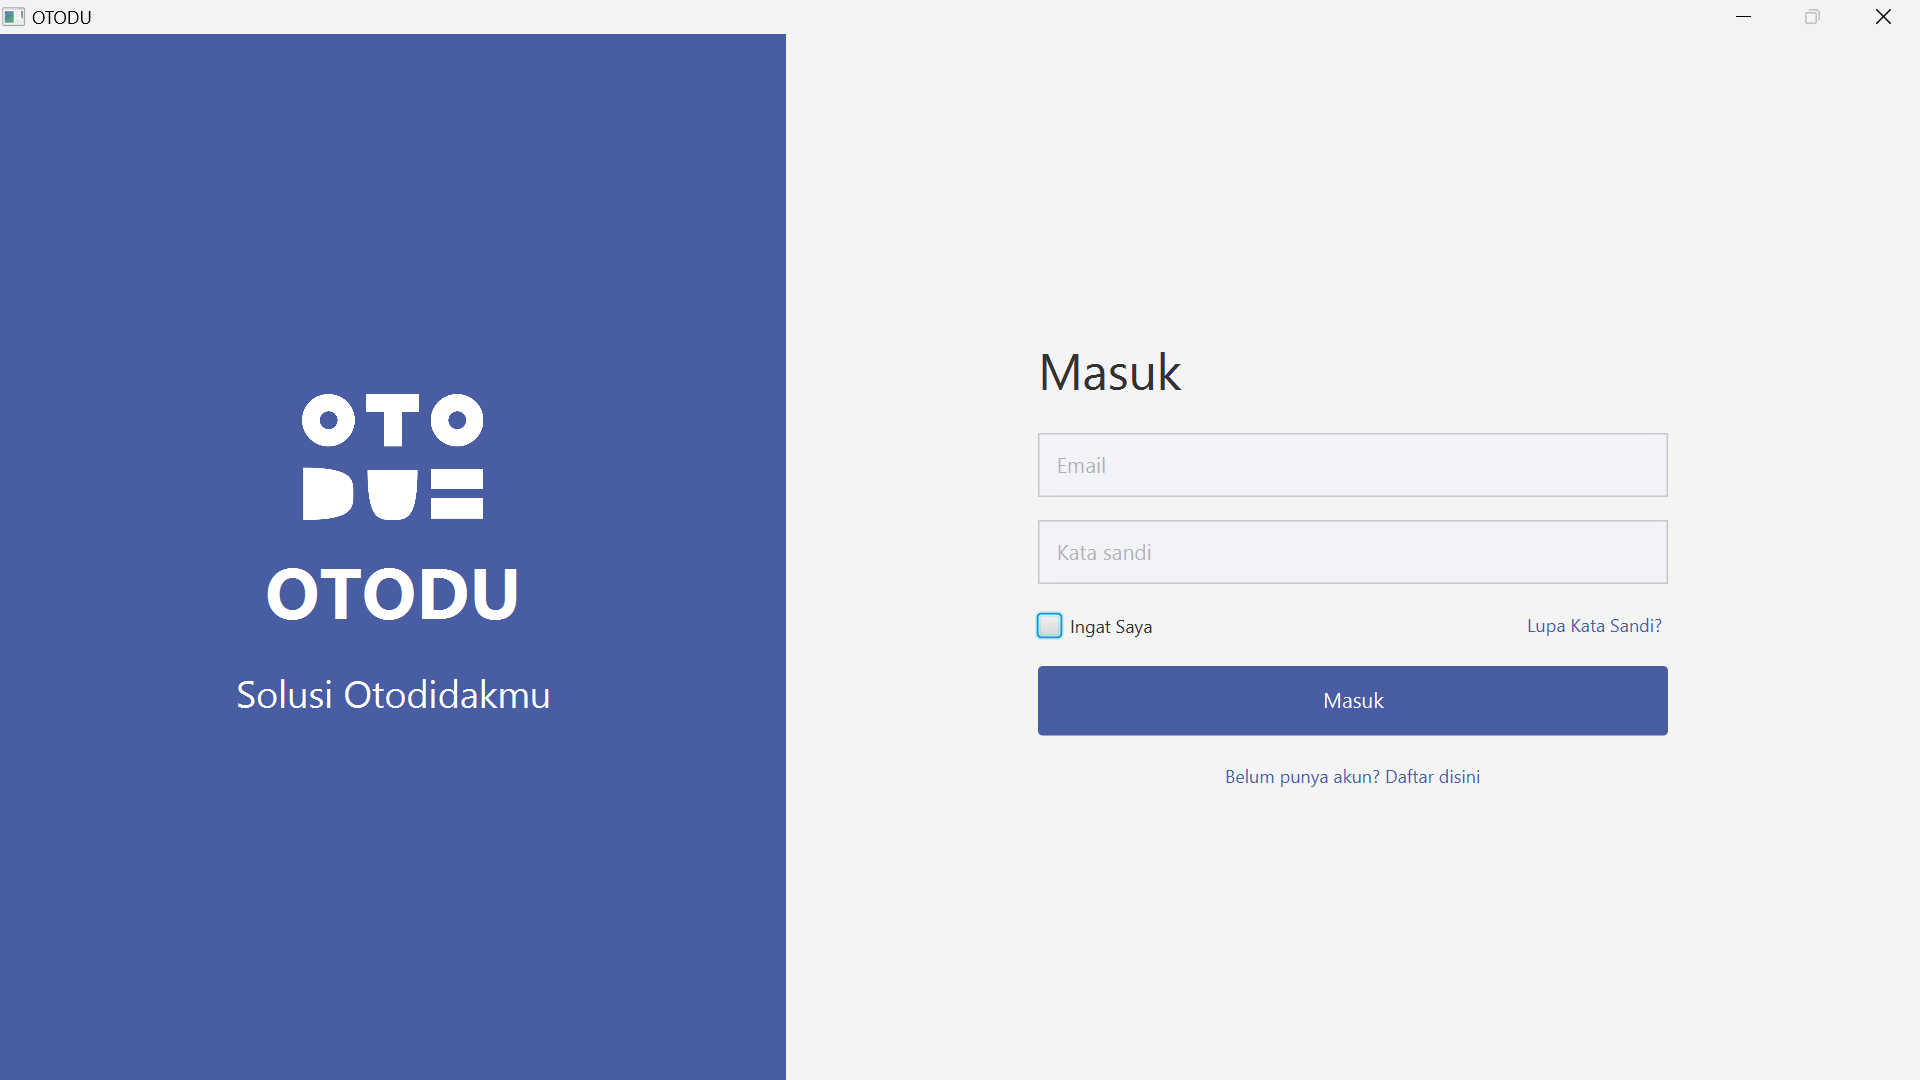 OTODU
OTO
DUE
OTODU
Solusi Otodidakmu
Masuk
Email
Kata sandi
Ingat Saya
Lupa Kata Sandi?
Masuk
Belum punya akun? Daftar disini